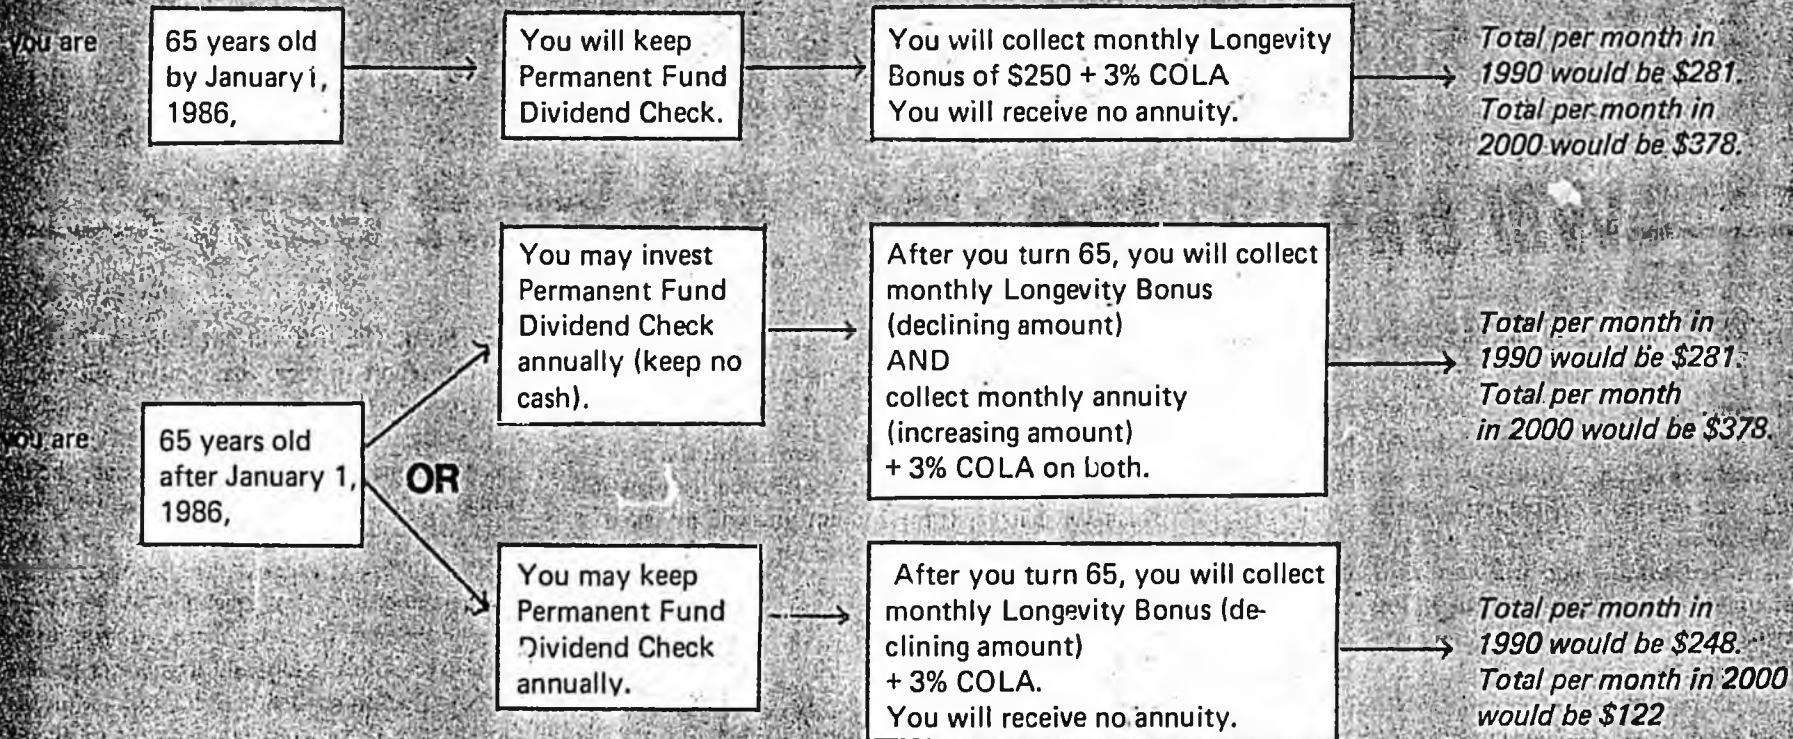 you are
65 years old
by January 1,
1986,
You will keep
Permanent Fund
Dividend Check.
You will collect monthly Longevity
Bonus of $250 + 3% COLA
You will receive no annuity.
Total per month in
1990 would be $281.
Total per month in
2000 would be $378.
you are
65 years old
after January 1,
1986,
OR
You may invest
Permanent Fund
Dividend Check
annually (keep no
cash).
After you turn 65, you will collect
monthly Longevity Bonus
(declining amount)
AND
collect monthly annuity
(increasing amount)
+ 3% COLA on both.
Total per month in
1990 would be $281.
Total per month
in 2000 would be $378.
You may keep
Permanent Fund
Dividend Check
annually.
After you turn 65, you will collect
monthly Longevity Bonus (de-
clining amount)
+ 3% COLA.
You will receive no annuity.
Total per month in
1990 would be $248.
Total per month in 2000
would be $122